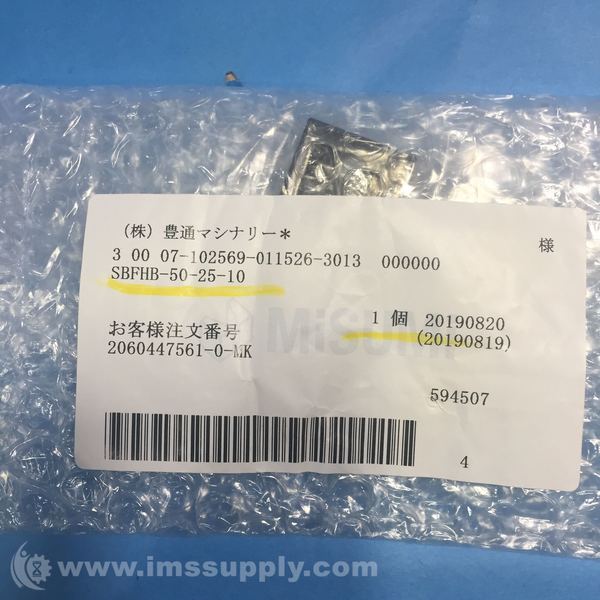 (株) 豊通マシナリー* 様
3 00 07-102569-011526-3013 000000
SBFHB-50-25-10
MiSUMi
1 個 20190820
(20190819)
お客様注文番号
2060447561-0-MK
594507
4
www.imssupply.com